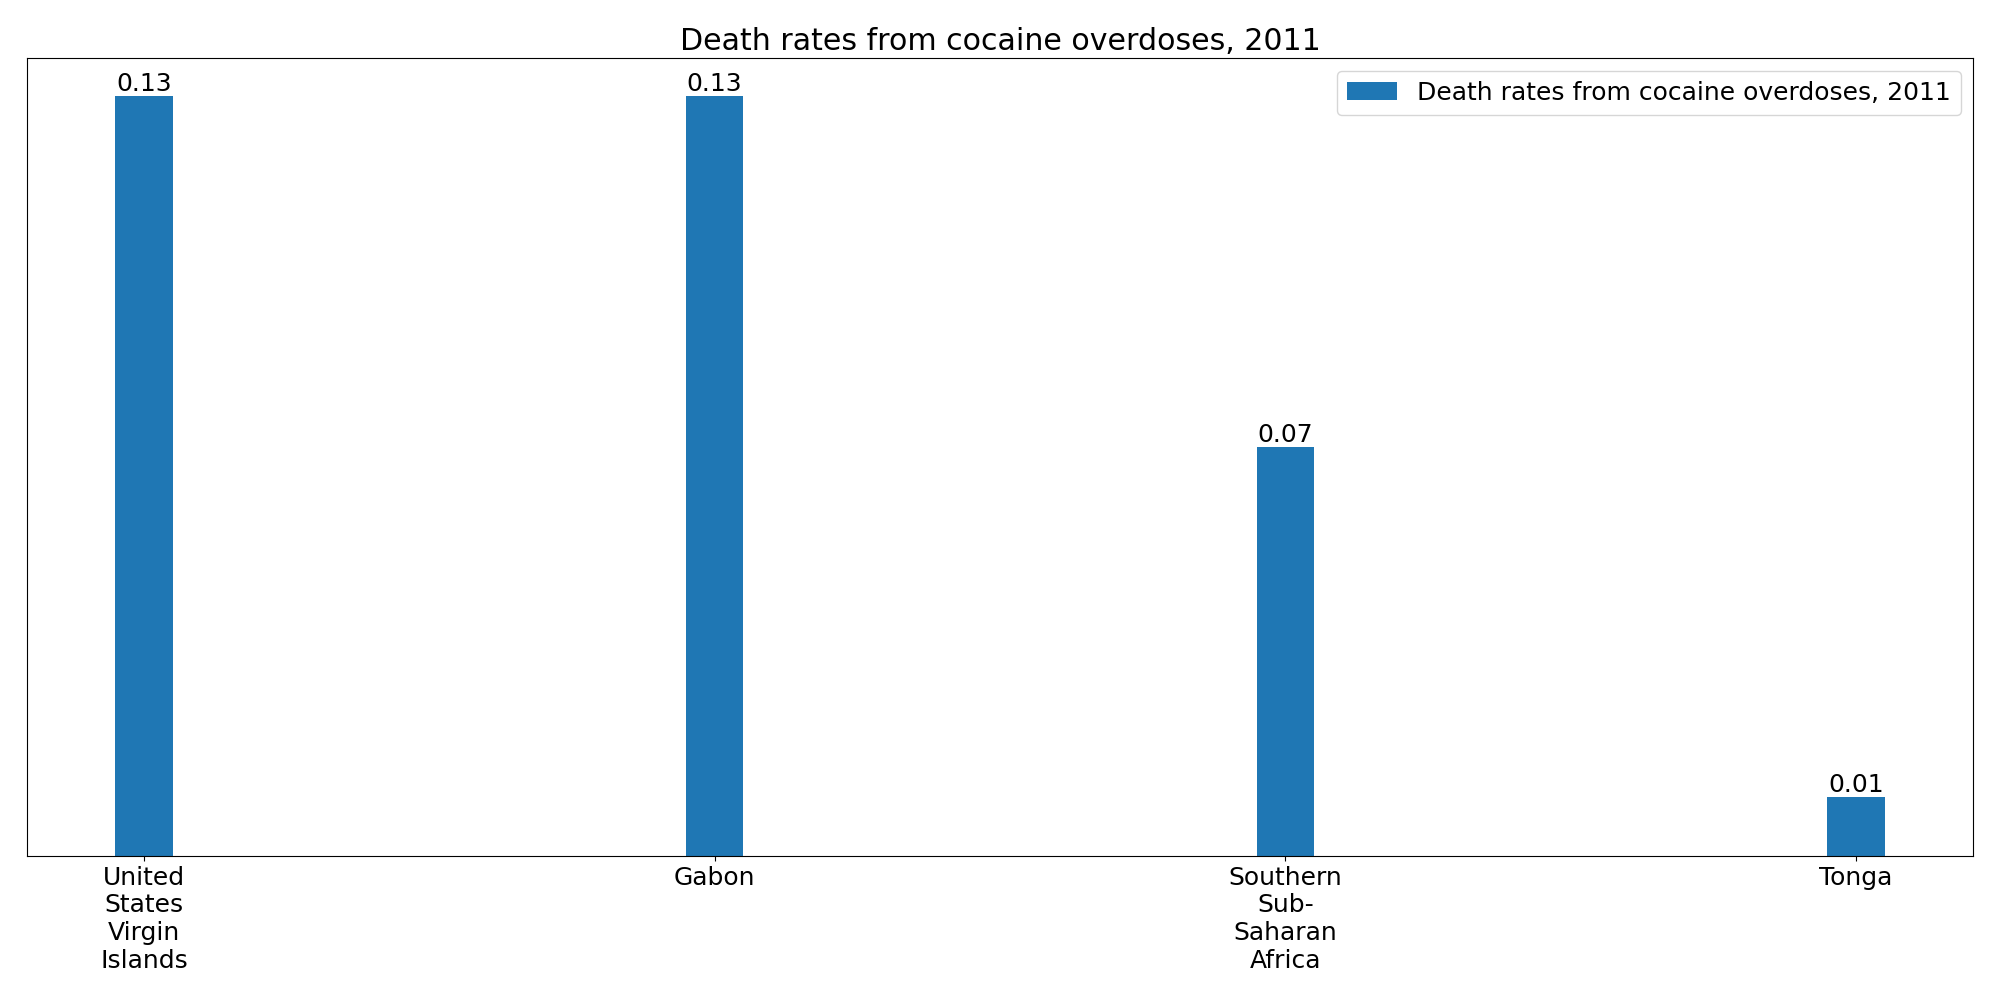 Death rates from cocaine overdoses, 2011
Death rates from cocaine overdoses, 2011
0.13
0.13
0.07
0.01
United
States
Virgin
Islands
Gabon
Southern
Sub-
Saharan
Africa
Tonga